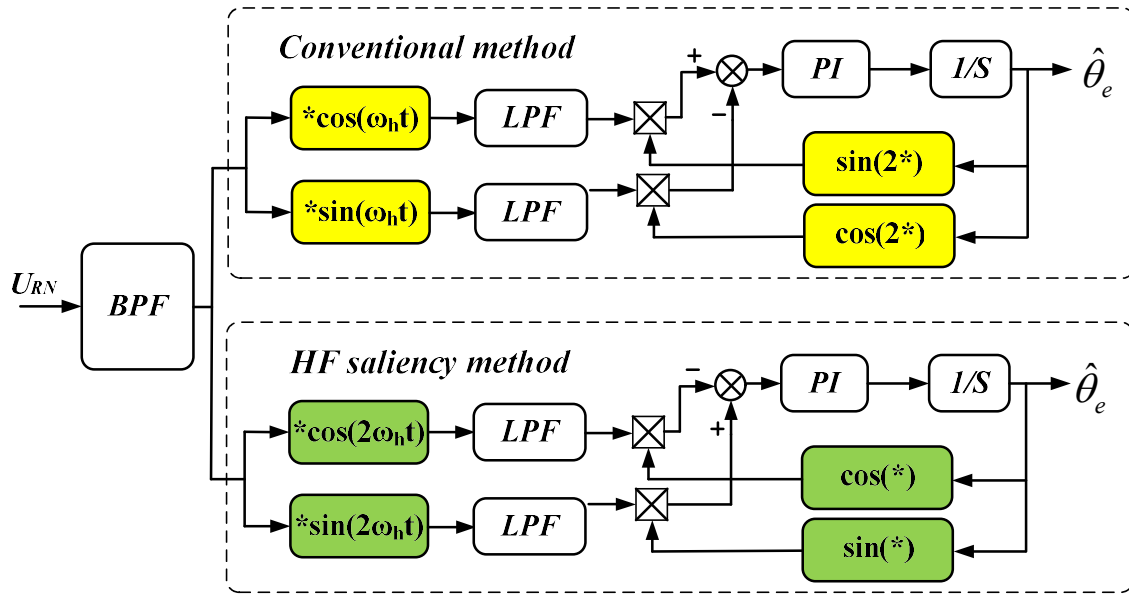 Conventional method
+
PI
1/S
θ̂e
*cos(ωht)
LPF
−
sin(2*)
*sin(ωht)
LPF
cos(2*)
URN
BPF
HF saliency method
−
PI
1/S
θ̂e
*cos(2ωht)
LPF
+
cos(*)
*sin(2ωht)
LPF
sin(*)